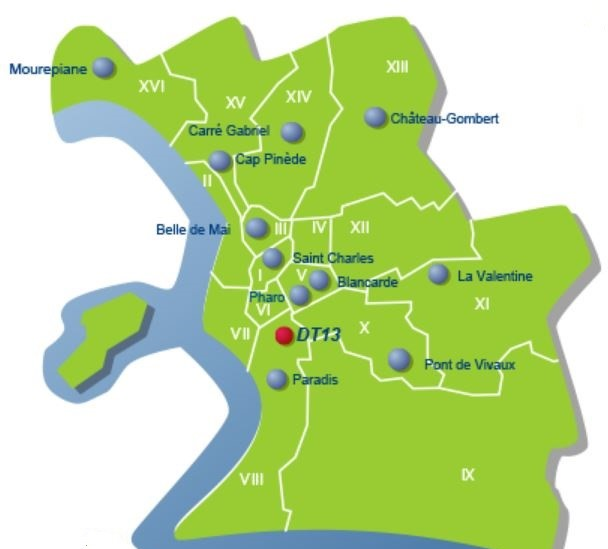 XIII
Mourepiane
XVI
XV
XIV
Carré Gabriel
Château-Gombert
Cap Pinède
II
Belle de Mai
III
IV
XII
Saint Charles
I
V
Blancarde
La Valentine
Pharo
VI
XI
VII
DT13
X
Pont de Vivaux
Paradis
VIII
IX